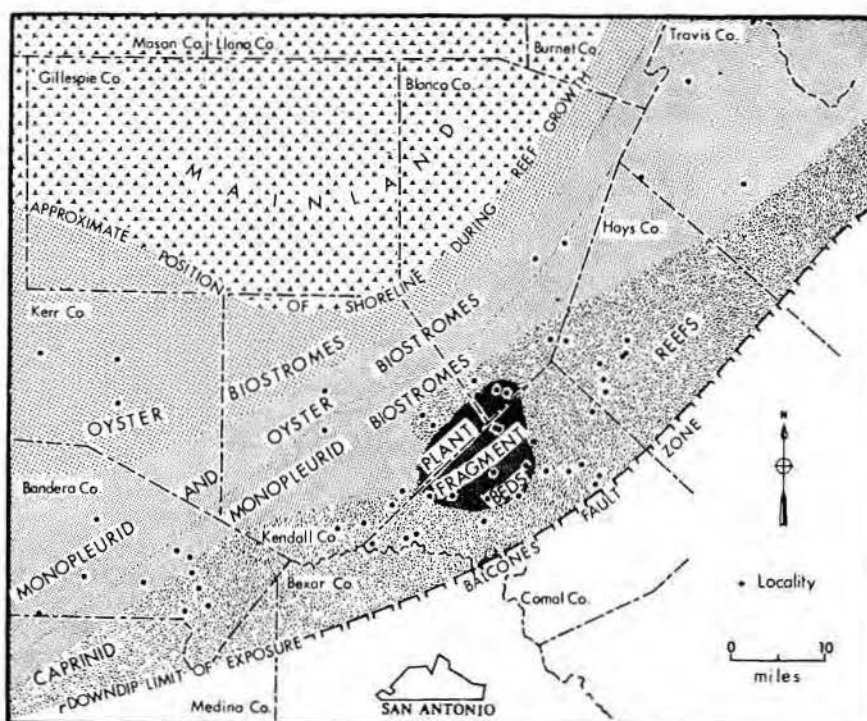 Mason Co.
Llano Co.
Burnet Co.
Travis Co.
Gillespie Co.
Blanco Co.
MAINLAND
APPROXIMATE POSITION OF SHORELINE DURING REEF GROWTH
Hays Co.
Kerr Co.
OYSTER BIOSTROMES
MONOPLEURID AND OYSTER BIOSTROMES
MONOPLEURID BIOSTROMES
CAPRINID REEFS
PLANT
FRAGMENT
BEDS
Bandera Co.
Kendall Co.
Bexar Co.
Comal Co.
Medina Co.
BALCONES FAULT ZONE
DOWNDIP LIMIT OF EXPOSURE
SAN ANTONIO
N
Locality
0 10
miles